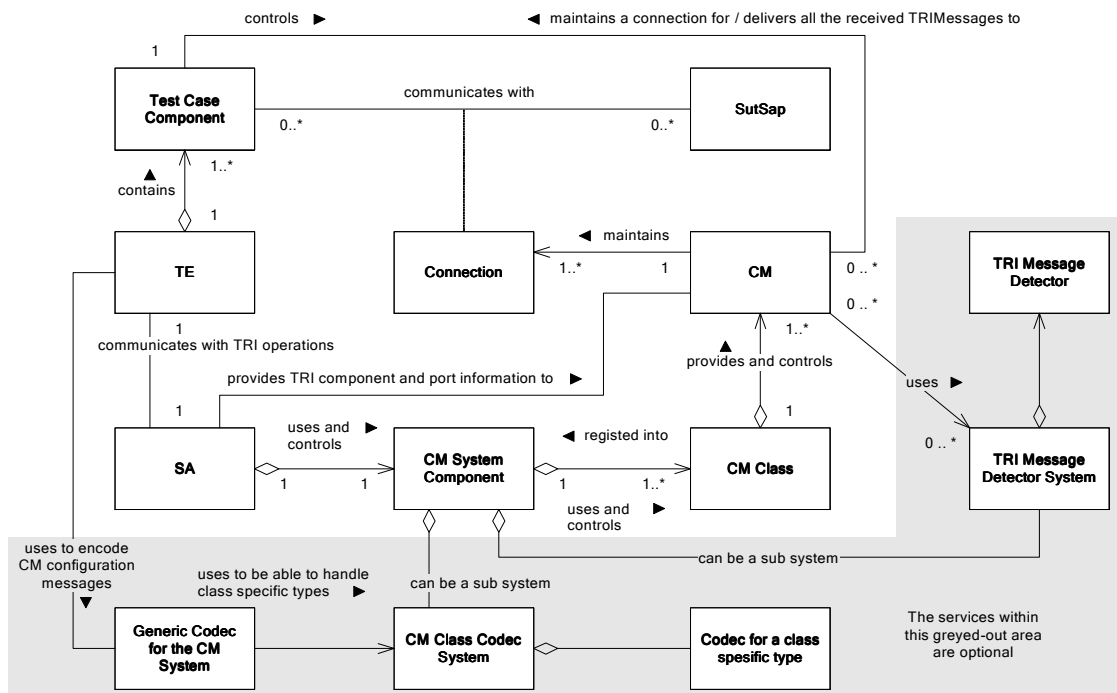 controls ►
◄ maintains a connection for / delivers all the received TRIMessages to
1
Test Case
Component
communicates with
SutSap
0..*
0..*
1..*
▲
contains
1
TE
Connection
◄ maintains
1..*
1
CM
0 .. *
0 .. *
TRI Message
Detector
1
communicates with TRI operations
1..*
▲
provides and controls
provides TRI component and port information to ►
uses ►
1
1
uses and
controls ►
◄ registed into
0 .. *
SA
CM System
Component
CM Class
TRI Message
Detector System
1
1
1
1..*
uses and
controls ►
uses to encode
CM configuration
messages
▼
can be a sub system
uses to be able to handle
class specific types ►
can be a sub system
Generic Codec
for the CM
System
CM Class Codec
System
Codec for a class
spesific type
The services within
this greyed-out area
are optional